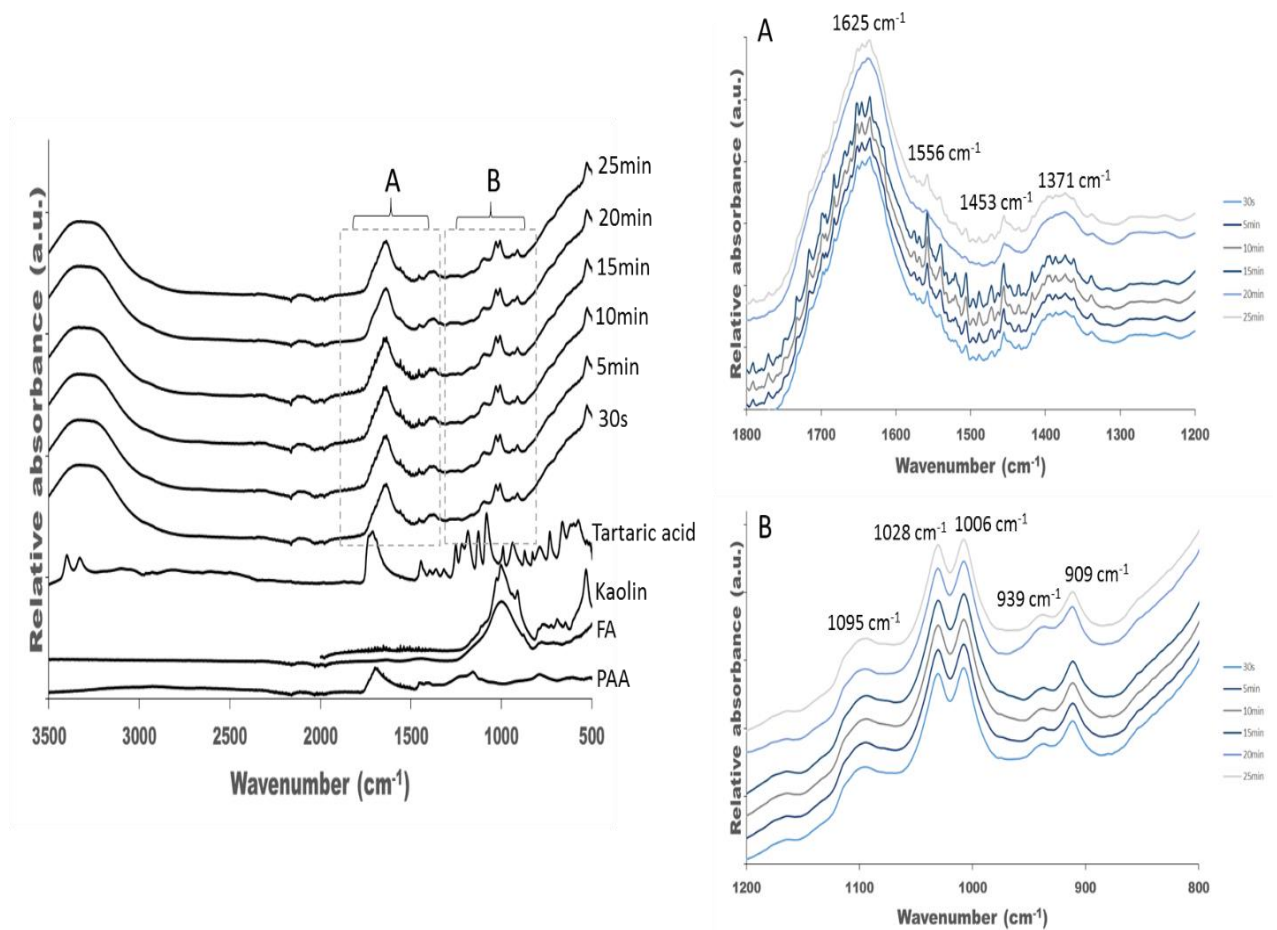 Relative absorbance (a.u.)
A
B
25min
20min
15min
10min
5min
30s
Tartaric acid
Kaolin
FA
PAA
3500
3000
2500
2000
1500
1000
500
Wavenumber (cm-1)
A
1625 cm-1
1556 cm-1
1453 cm-1
1371 cm-1
Relative absorbance (a.u.)
30s
5min
10min
15min
20min
25min
1800
1700
1600
1500
1400
1300
1200
Wavenumber (cm-1)
B
1028 cm-1
1006 cm-1
939 cm-1
909 cm-1
1095 cm-1
Relative absorbance (a.u.)
30s
5min
10min
15min
20min
25min
1200
1100
1000
900
800
Wavenumber (cm-1)